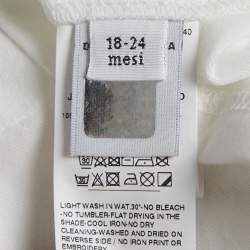 18-24
mesi
LIGHT WASH IN WAT.30°-NO BLEACH
-NO TUMBLER-FLAT DRYING IN THE
SHADE-COOL IRON-NO DRY
CLEANING-WASHED AND DRIED ON
REVERSE SIDE / NO IRON PRINT OR
EMBROIDERY